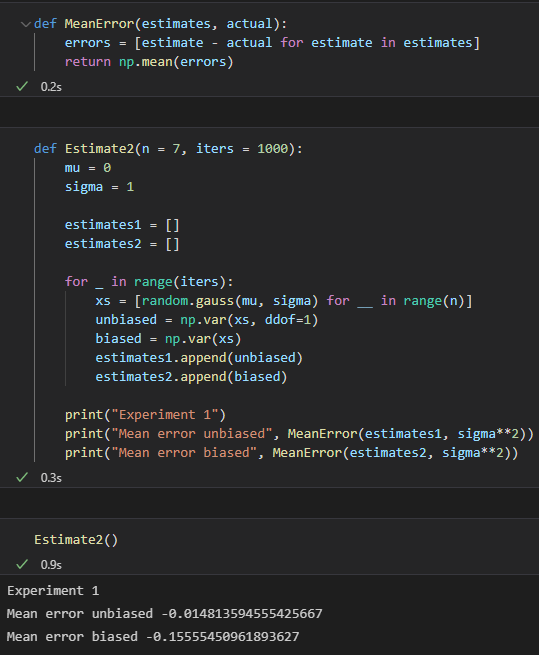 def MeanError(estimates, actual):
    errors = [estimate - actual for estimate in estimates]
    return np.mean(errors)
0.2s
def Estimate2(n = 7, iters = 1000):
    mu = 0
    sigma = 1
    estimates1 = []
    estimates2 = []
    for _ in range(iters):
        xs = [random.gauss(mu, sigma) for __ in range(n)]
        unbiased = np.var(xs, ddof=1)
        biased = np.var(xs)
        estimates1.append(unbiased)
        estimates2.append(biased)
    print("Experiment 1")
    print("Mean error unbiased", MeanError(estimates1, sigma**2))
    print("Mean error biased", MeanError(estimates2, sigma**2))
0.3s
Estimate2()
0.9s
Experiment 1
Mean error unbiased -0.014813594555425667
Mean error biased -0.15555450961893627